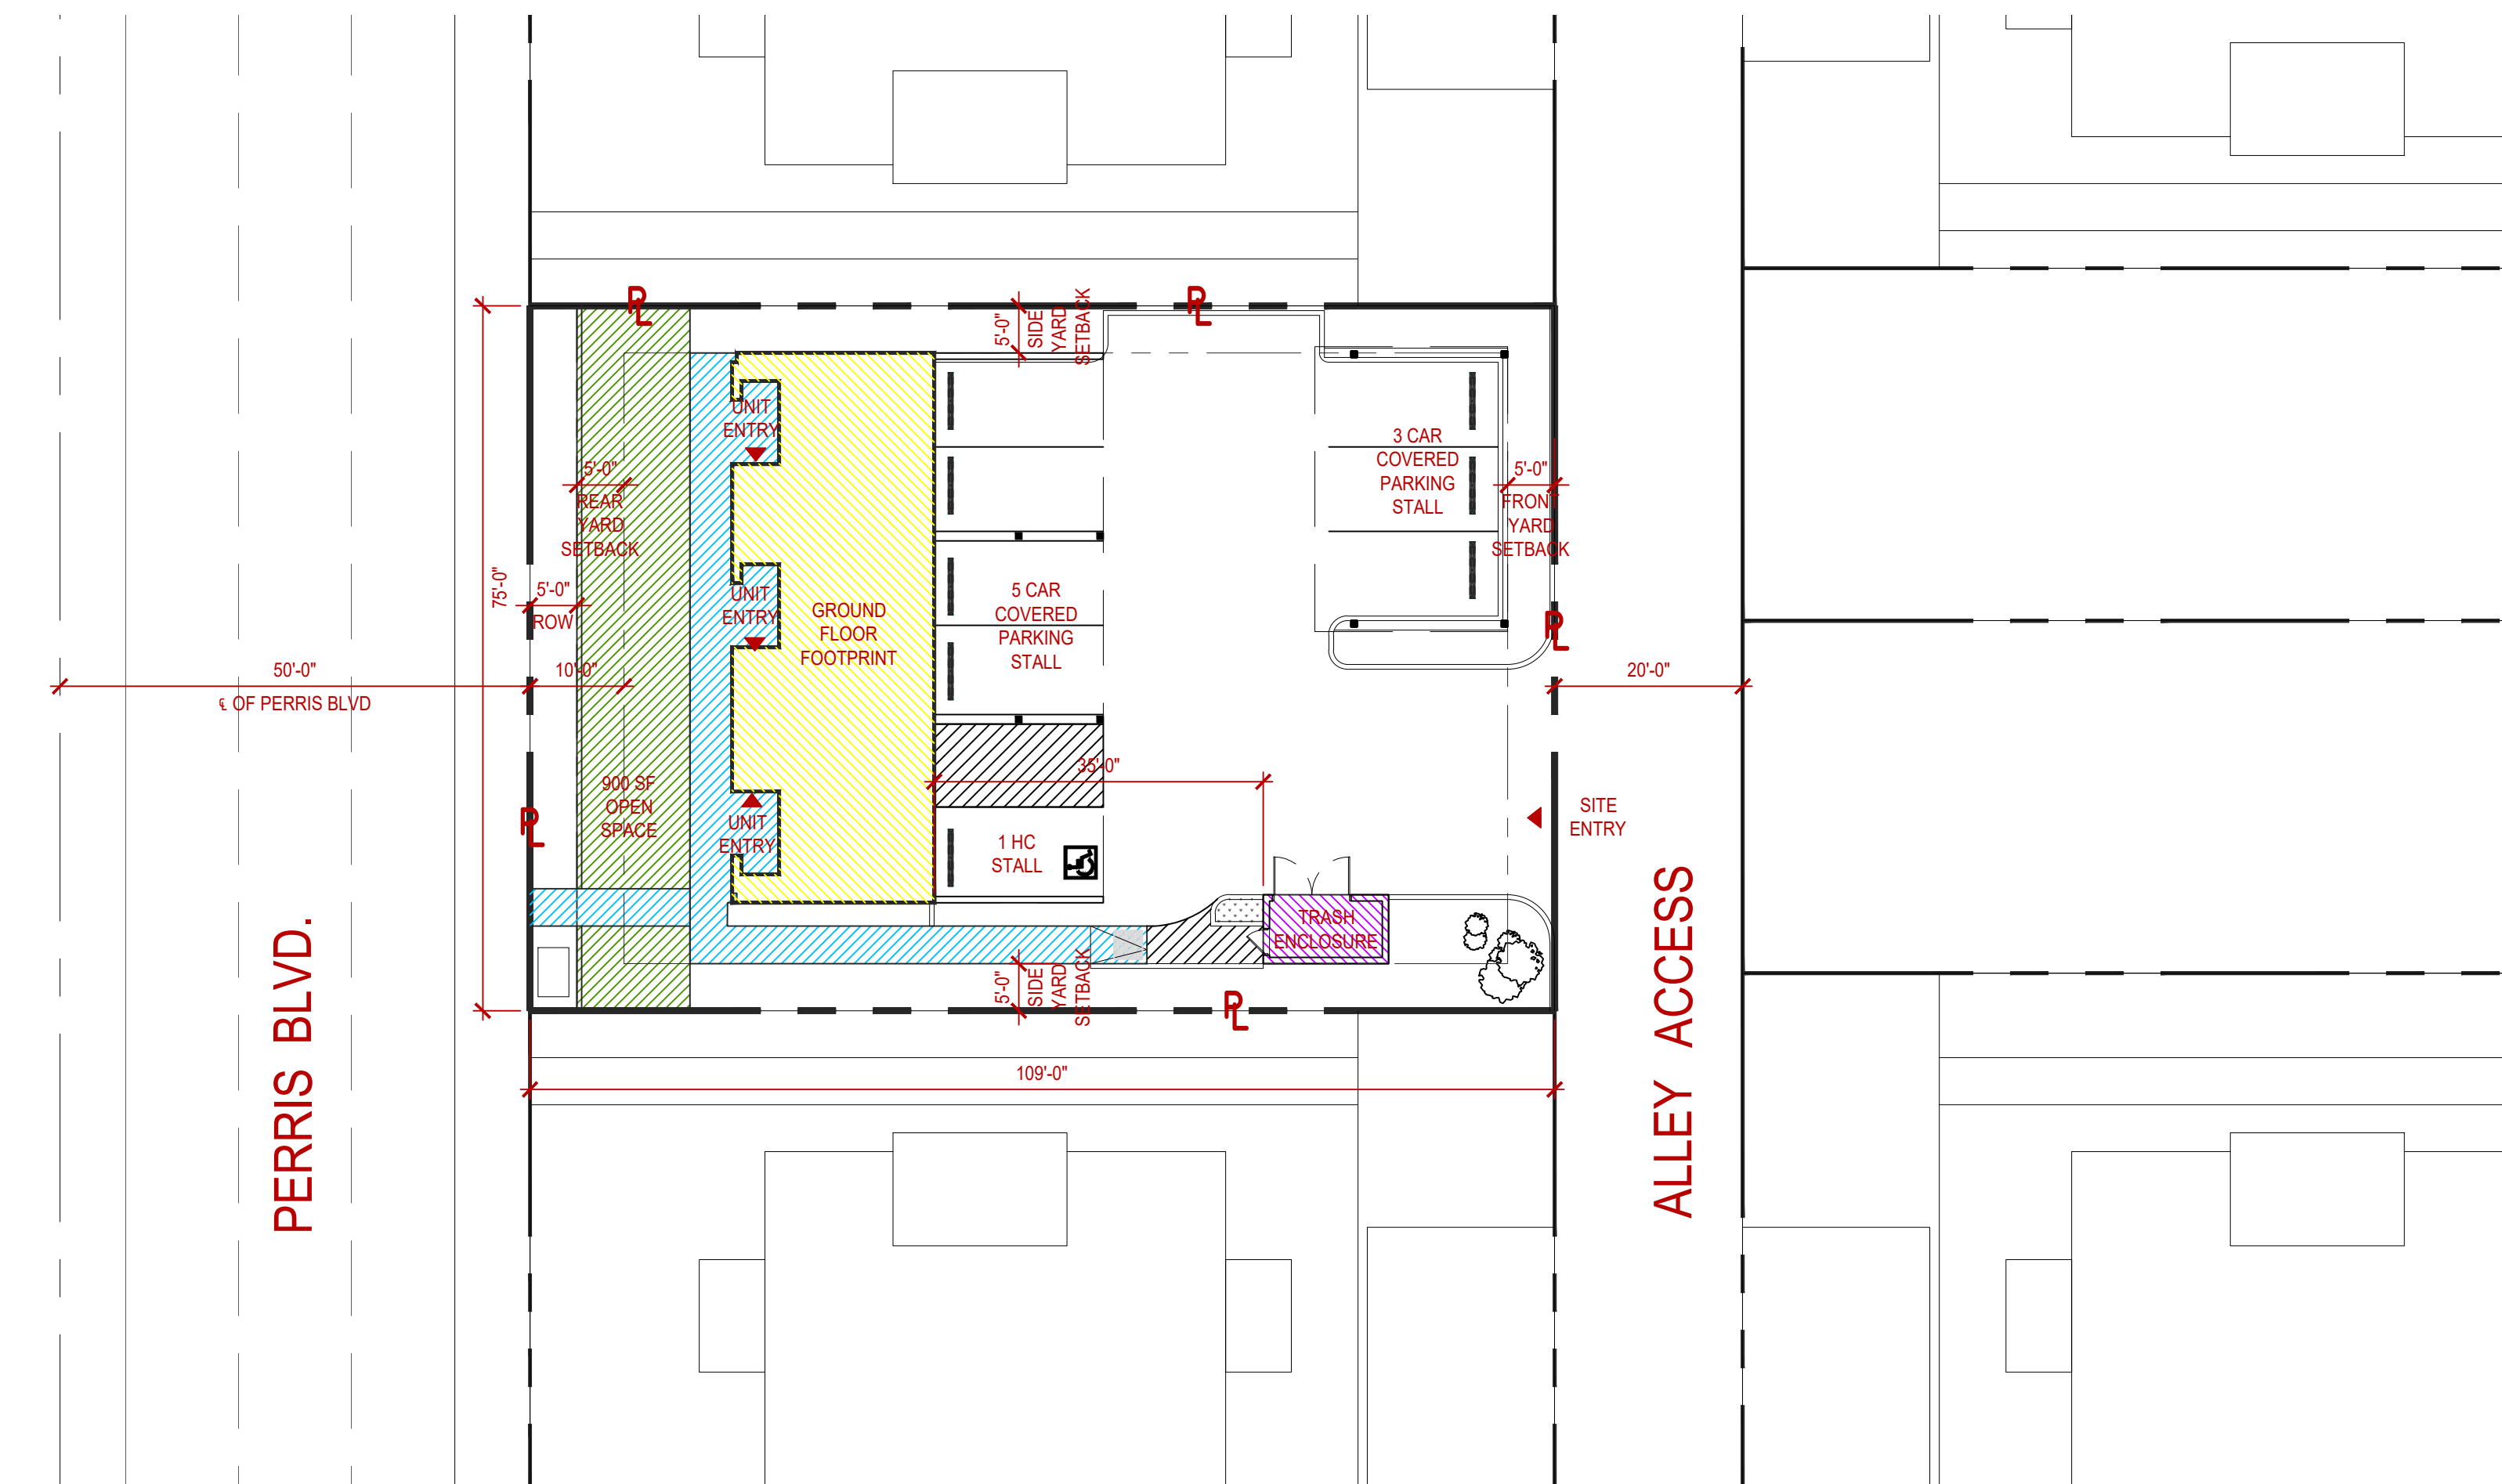 PL
PL
5'-0"
SIDE
YARD
SETBACK
UNIT
ENTRY
3 CAR
COVERED
PARKING
STALL
5'-0"
REAR
YARD
SETBACK
5'-0"
FRONT
YARD
SETBACK
75'-0"
5'-0"
ROW
UNIT
ENTRY
GROUND
FLOOR
FOOTPRINT
5 CAR
COVERED
PARKING
STALL
PL
50'-0"
℄ OF PERRIS BLVD
10'-0"
20'-0"
35'-0"
900 SF
OPEN
SPACE
PL
UNIT
ENTRY
1 HC
STALL
SITE
ENTRY
TRASH
ENCLOSURE
5'-0"
SIDE
YARD
SETBACK
PL
109'-0"
PERRIS BLVD.
ALLEY ACCESS